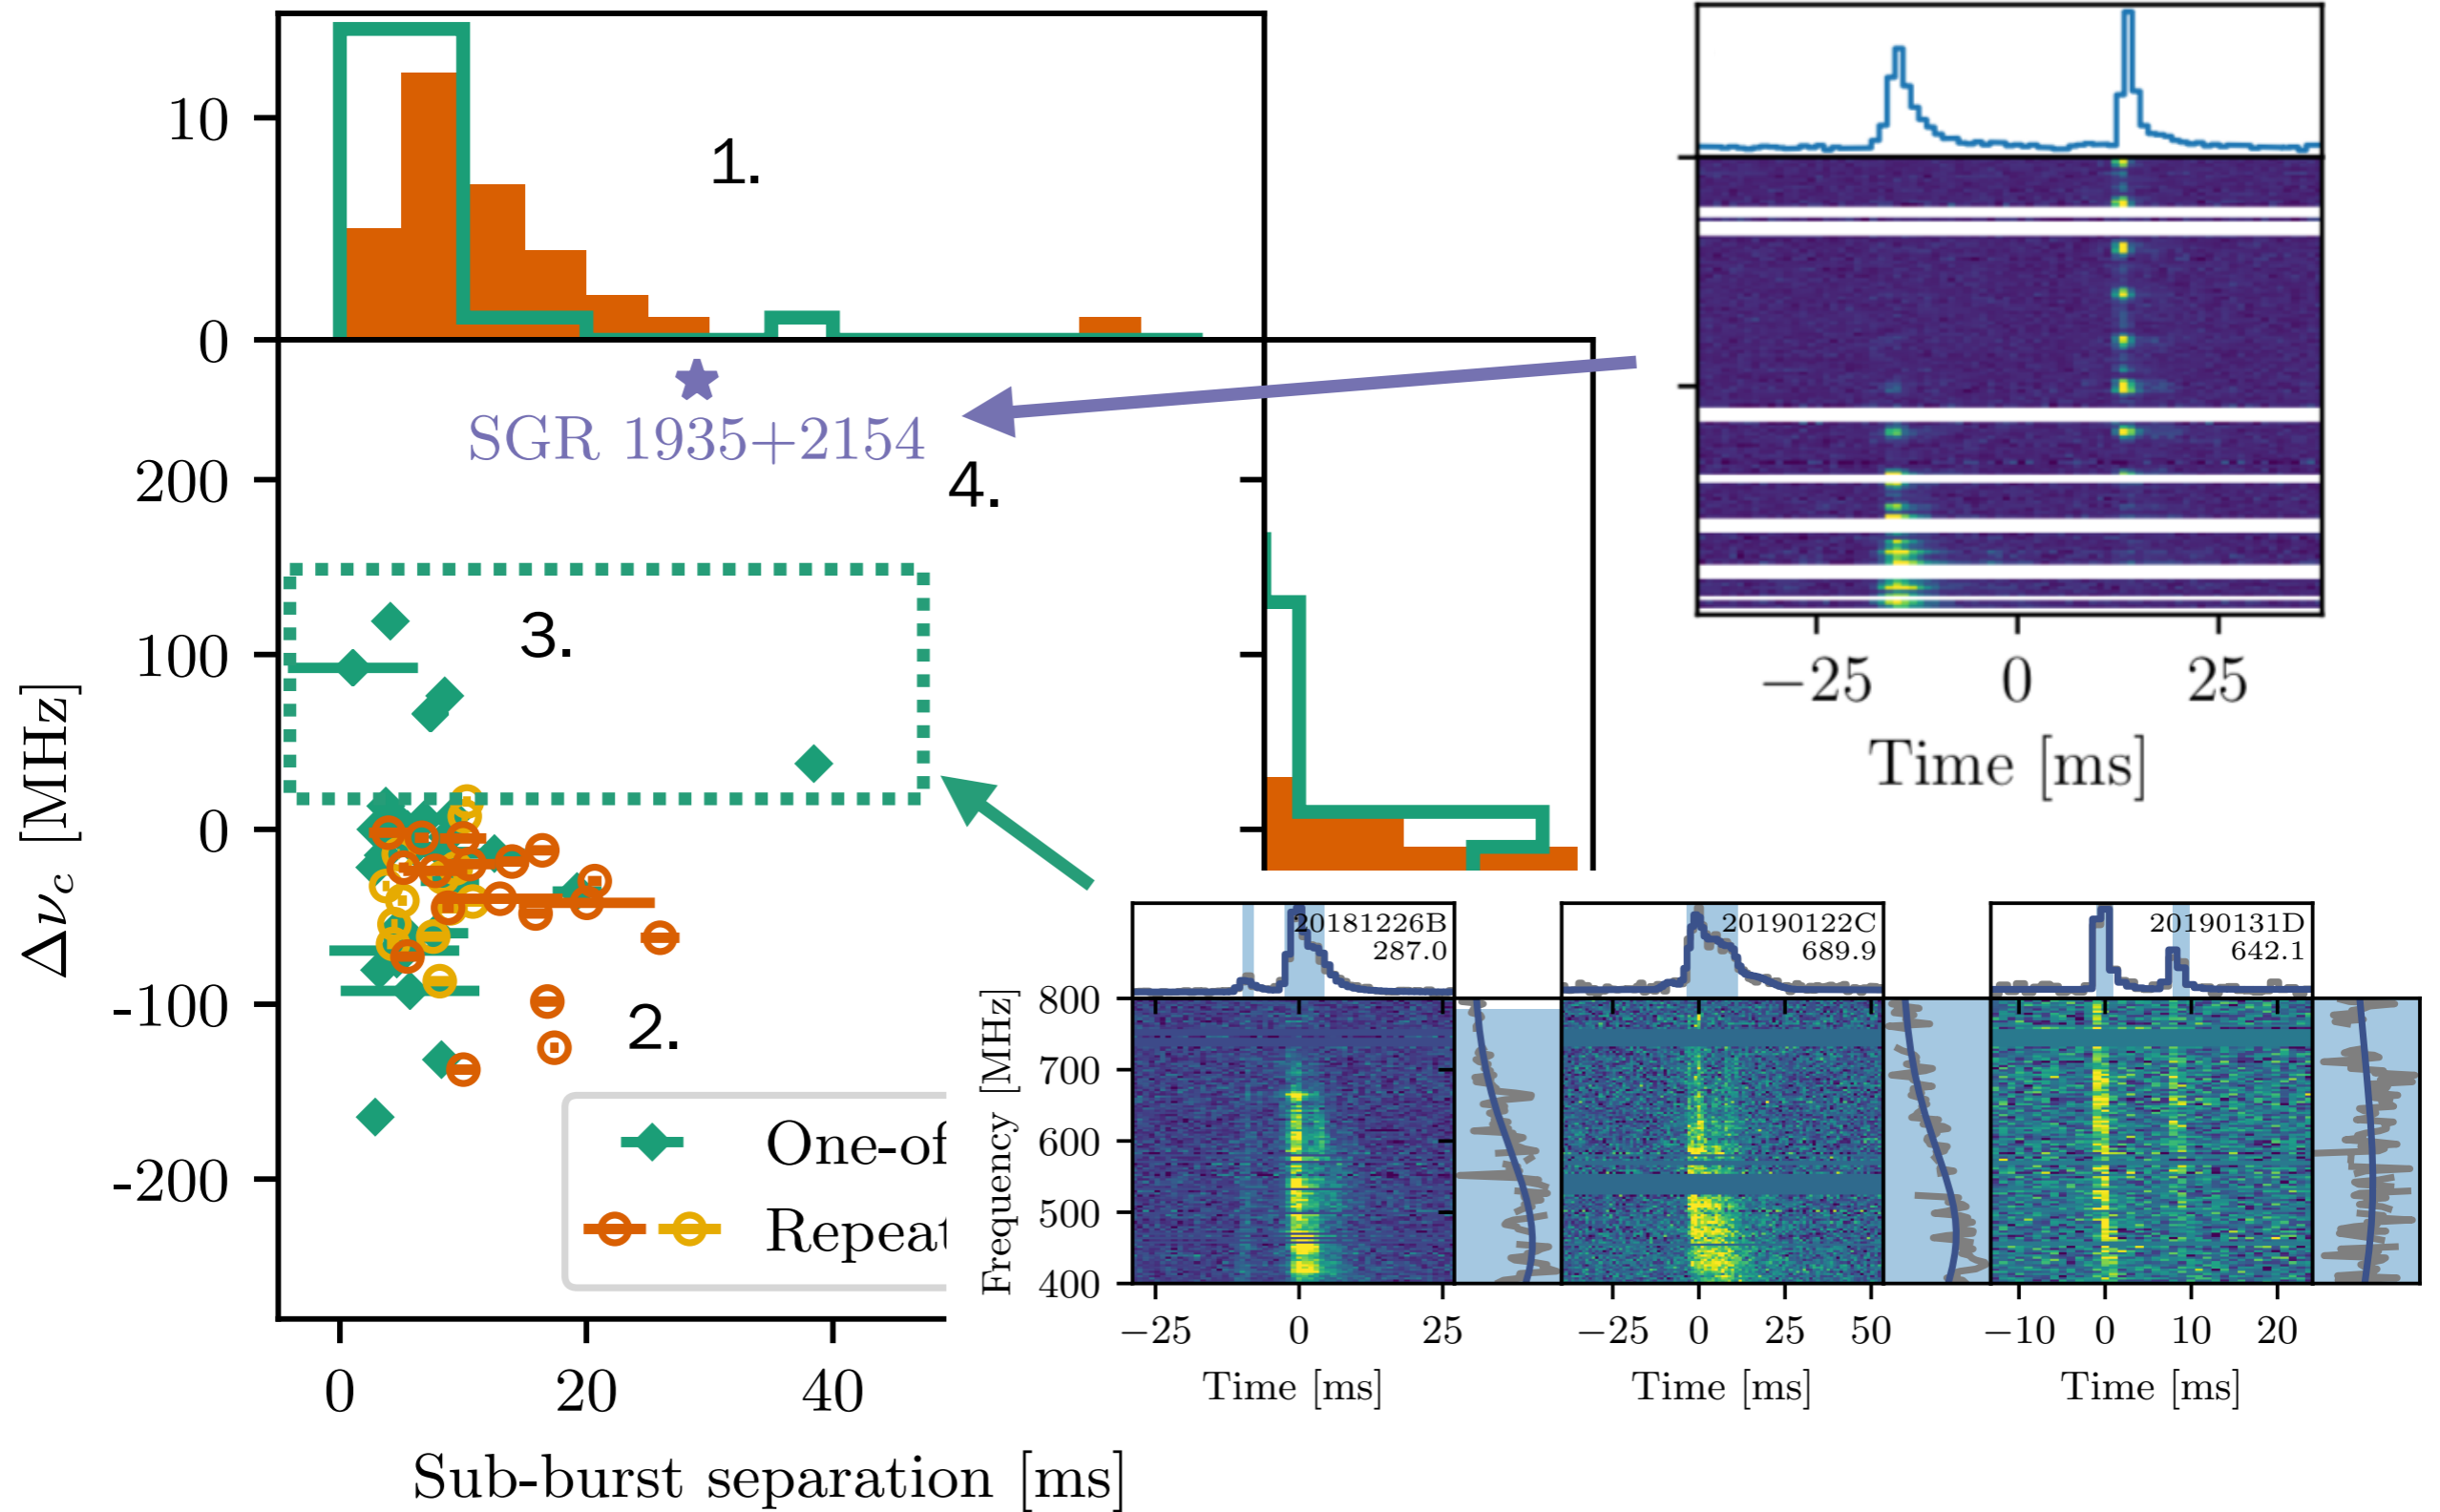 10
5
0
1.
SGR 1935+2154
4.
200
100
0
-100
-200
3.
2.
Δν_c [MHz]
One-of
Repeat
0 20 40
Sub-burst separation [ms]
−25 0 25
Time [ms]
20181226B
287.0
20190122C
689.9
20190131D
642.1
Frequency [MHz]
800
700
600
500
400
−25 0 25
−25 0 25 50
−10 0 10 20
Time [ms]
Time [ms]
Time [ms]